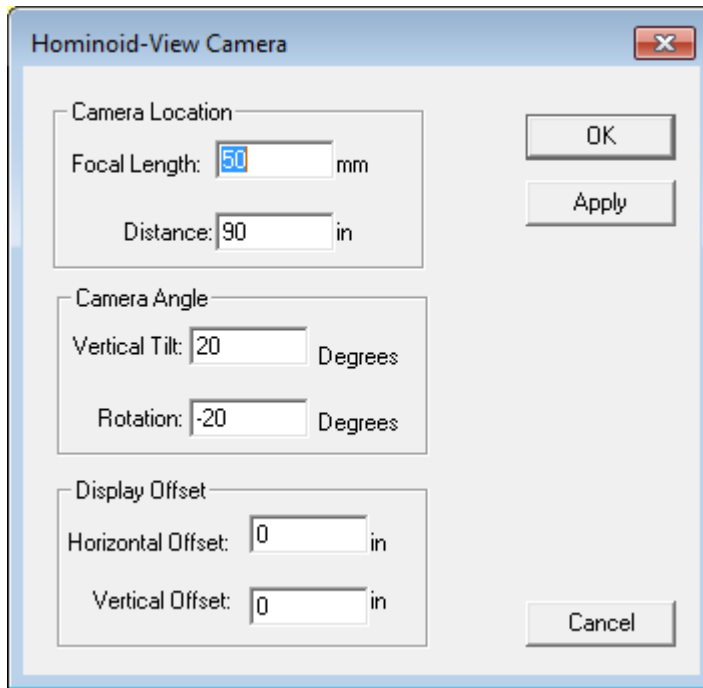 Hominoid-View Camera
Camera Location
Focal Length: 50 mm
Distance: 90 in
OK
Apply
Camera Angle
Vertical Tilt: 20 Degrees
Rotation: -20 Degrees
Display Offset
Horizontal Offset: 0 in
Vertical Offset: 0 in
Cancel